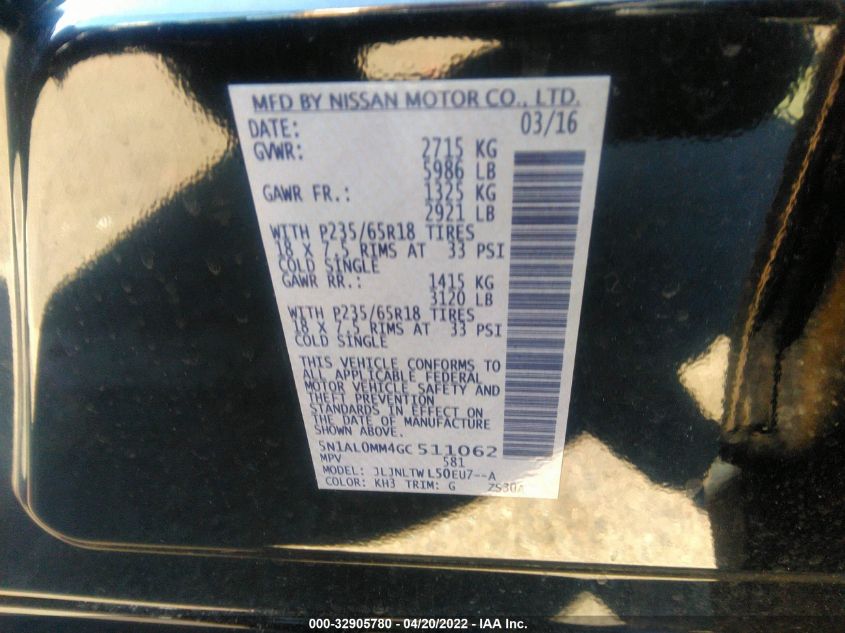 MFD BY NISSAN MOTOR CO., LTD.
DATE: 03/16
GVWR: 2715 KG
5986 LB
GAWR FR.: 1325 KG
2921 LB
WITH P235/65R18 TIRES
18 X 7.5 RIMS AT 33 PSI
COLD SINGLE
GAWR RR.: 1415 KG
3120 LB
WITH P235/65R18 TIRES
18 X 7.5 RIMS AT 33 PSI
COLD SINGLE
THIS VEHICLE CONFORMS TO
ALL APPLICABLE FEDERAL
MOTOR VEHICLE SAFETY AND
THEFT PREVENTION
STANDARDS IN EFFECT ON
THE DATE OF MANUFACTURE
SHOWN ABOVE.
5N1AL0MM4GC 511062
MPV 581
MODEL: JLJNLTW L50EU7--A
COLOR: KH3 TRIM: G ZS30A
000-32905780 - 04/20/2022 - IAA Inc.